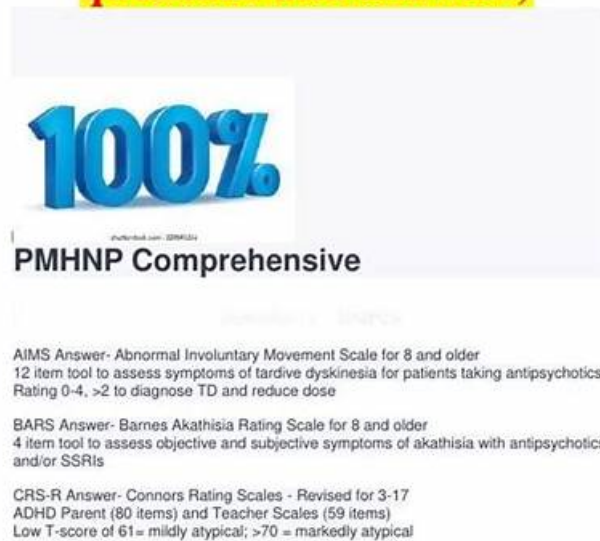 100%
PMHNP Comprehensive
AIMS Answer- Abnormal Involuntary Movement Scale for 8 and older
12 item tool to assess symptoms of tardive dyskinesia for patients taking antipsychotics
Rating 0-4, >2 to diagnose TD and reduce dose
BARS Answer- Barnes Akathisia Rating Scale for 8 and older
4 item tool to assess objective and subjective symptoms of akathisia with antipsychotics
and/or SSRIs
CRS-R Answer- Connors Rating Scales - Revised for 3-17
ADHD Parent (80 items) and Teacher Scales (59 items)
Low T-score of 61= mildly atypical; >70 = markedly atypical